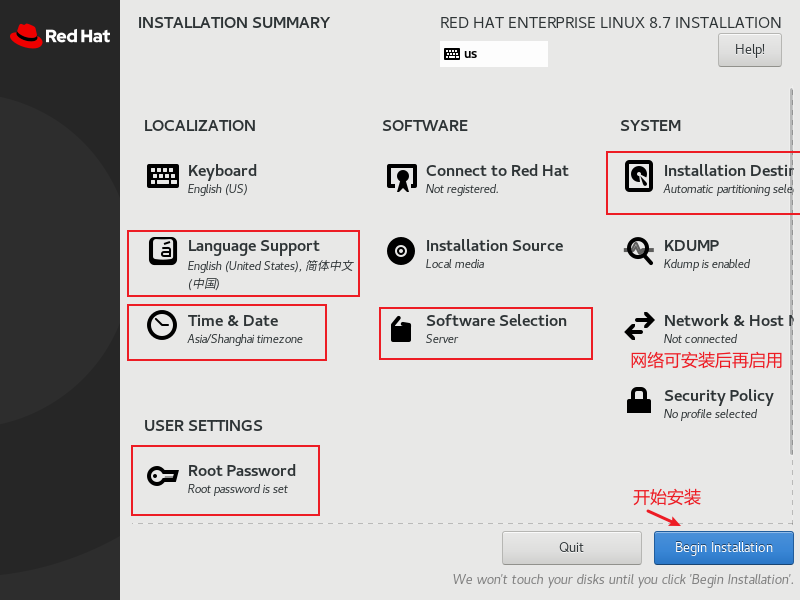 Red Hat
INSTALLATION SUMMARY
RED HAT ENTERPRISE LINUX 8.7 INSTALLATION
us
Help!
LOCALIZATION
SOFTWARE
SYSTEM
Keyboard
English (US)
Connect to Red Hat
Not registered.
Installation Destin
Automatic partitioning sele
Language Support
English (United States), 简体中文
(中国)
Installation Source
Local media
KDUMP
Kdump is enabled
Time & Date
Asia/Shanghai timezone
Software Selection
Server
Network & Host N
Not connected
网络可安装后再启用
Security Policy
No profile selected
USER SETTINGS
Root Password
Root password is set
开始安装
Quit
Begin Installation
We won't touch your disks until you click 'Begin Installation'.